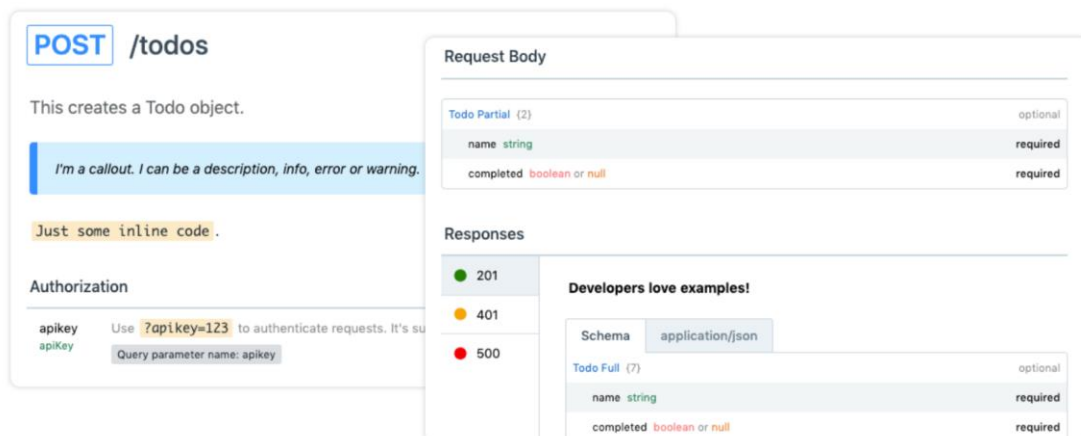 POST /todos
This creates a Todo object.
I'm a callout. I can be a description, info, error or warning.
Just some inline code.
Authorization
apikey Use ?apikey=123 to authenticate requests. It's su
apiKey
Query parameter name: apikey
Request Body
Todo Partial {2} optional
name string required
completed boolean or null required
Responses
201
401
500
Developers love examples!
Schema application/json
Todo Full {7} optional
name string required
completed boolean or null required